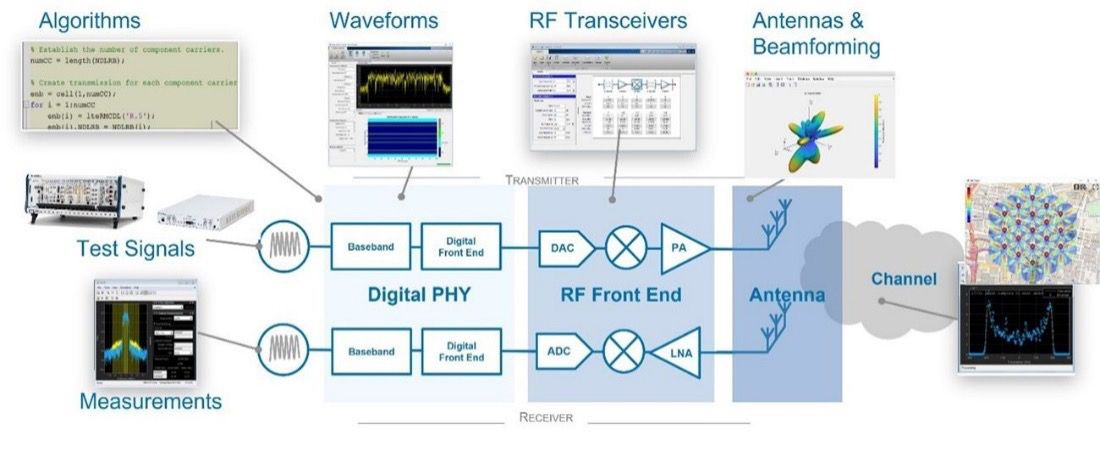 Algorithms
Waveforms
RF Transceivers
Antennas &
Beamforming
% Establish the number of component carriers.
numCC = length(NDLRB);
% Create transmission for each component carrier
enb = cell(1,numCC);
for i = 1:numCC
enb(i) = lteRMCDL('R.5');
enb(i).NDLRB = NDLRB(i);
TRANSMITTER
Test Signals
Baseband
Digital
Front End
DAC
PA
Digital PHY
RF Front End
Antenna
Channel
Baseband
Digital
Front End
ADC
LNA
Measurements
RECEIVER